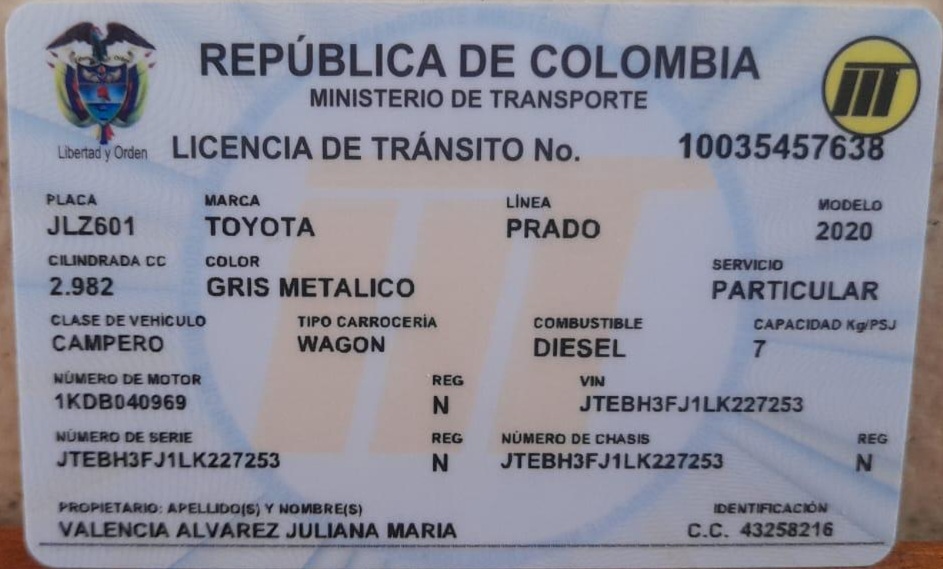 REPÚBLICA DE COLOMBIA
MINISTERIO DE TRANSPORTE
Libertad y Orden
LICENCIA DE TRÁNSITO No. 10035457638
PLACA MARCA LÍNEA MODELO
JLZ601 TOYOTA PRADO 2020
CILINDRADA CC COLOR SERVICIO
2.982 GRIS METALICO PARTICULAR
CLASE DE VEHÍCULO TIPO CARROCERÍA COMBUSTIBLE CAPACIDAD Kg/PSJ
CAMPERO WAGON DIESEL 7
NÚMERO DE MOTOR REG VIN
1KDB040969 N JTEBH3FJ1LK227253
NÚMERO DE SERIE REG NÚMERO DE CHASIS REG
JTEBH3FJ1LK227253 N JTEBH3FJ1LK227253 N
PROPIETARIO: APELLIDO(S) Y NOMBRE(S) IDENTIFICACIÓN
VALENCIA ALVAREZ JULIANA MARIA C.C. 43258216